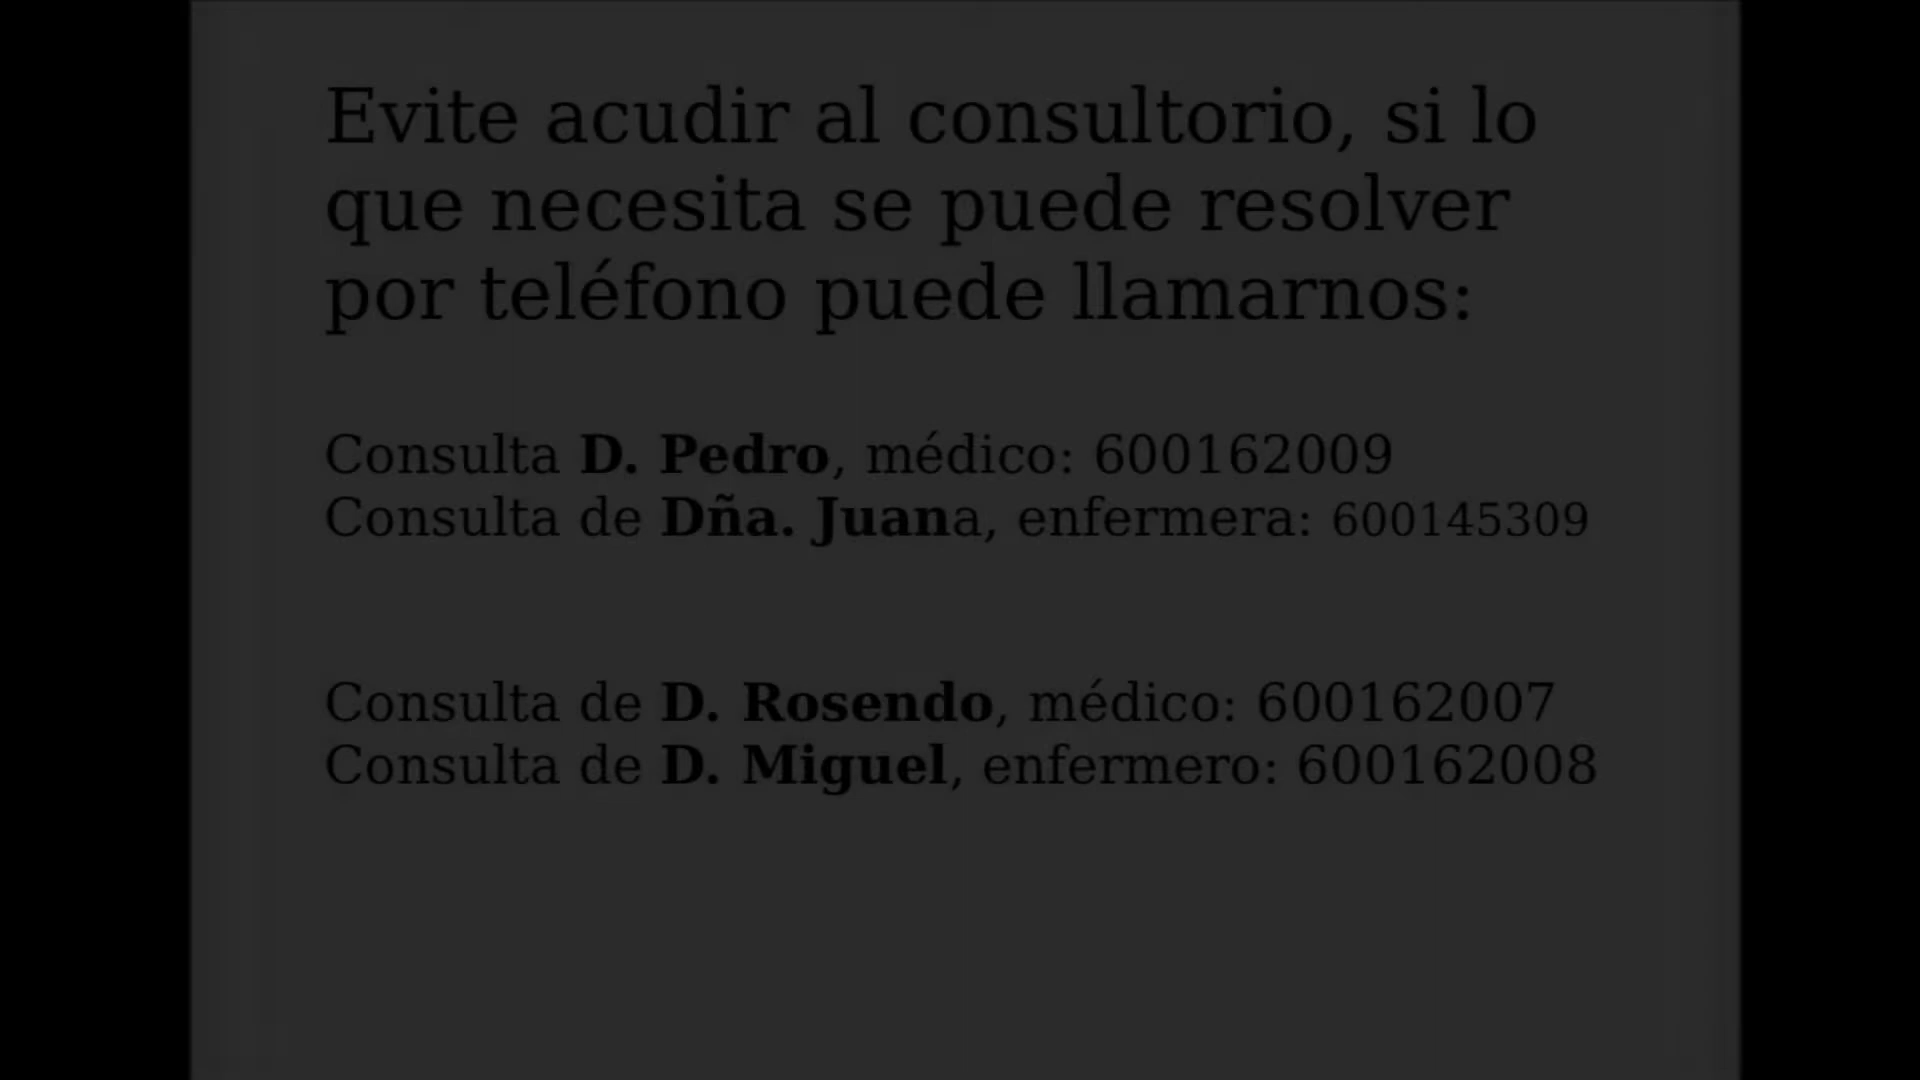 Evite acudir al consultorio, si lo
que necesita se puede resolver
por teléfono puede llamarnos:
Consulta D. Pedro, médico: 600162009
Consulta de Dña. Juana, enfermera: 600145309
Consulta de D. Rosendo, médico: 600162007
Consulta de D. Miguel, enfermero: 600162008